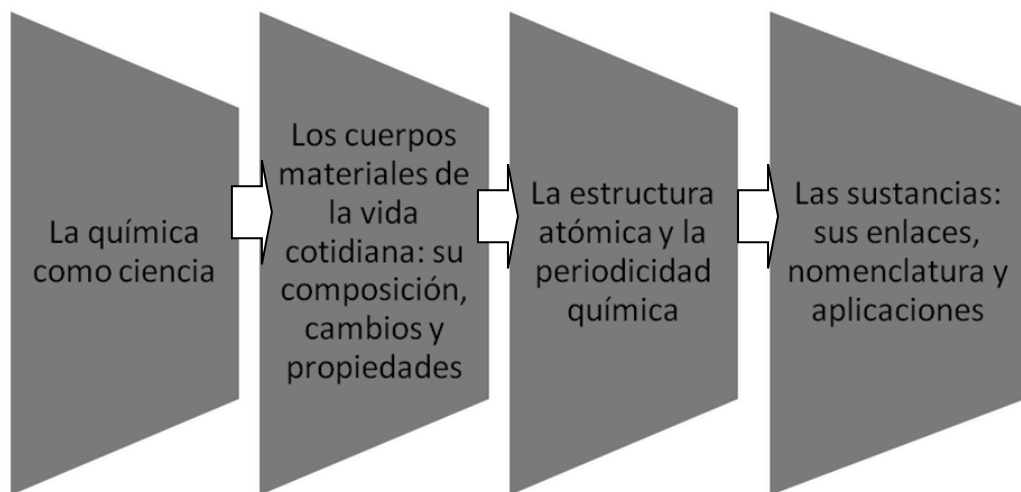 La química
como ciencia
Los cuerpos
materiales de
la vida
cotidiana: su
composición,
cambios y
propiedades
La estructura
atómica y la
periodicidad
química
Las sustancias:
sus enlaces,
nomenclatura y
aplicaciones